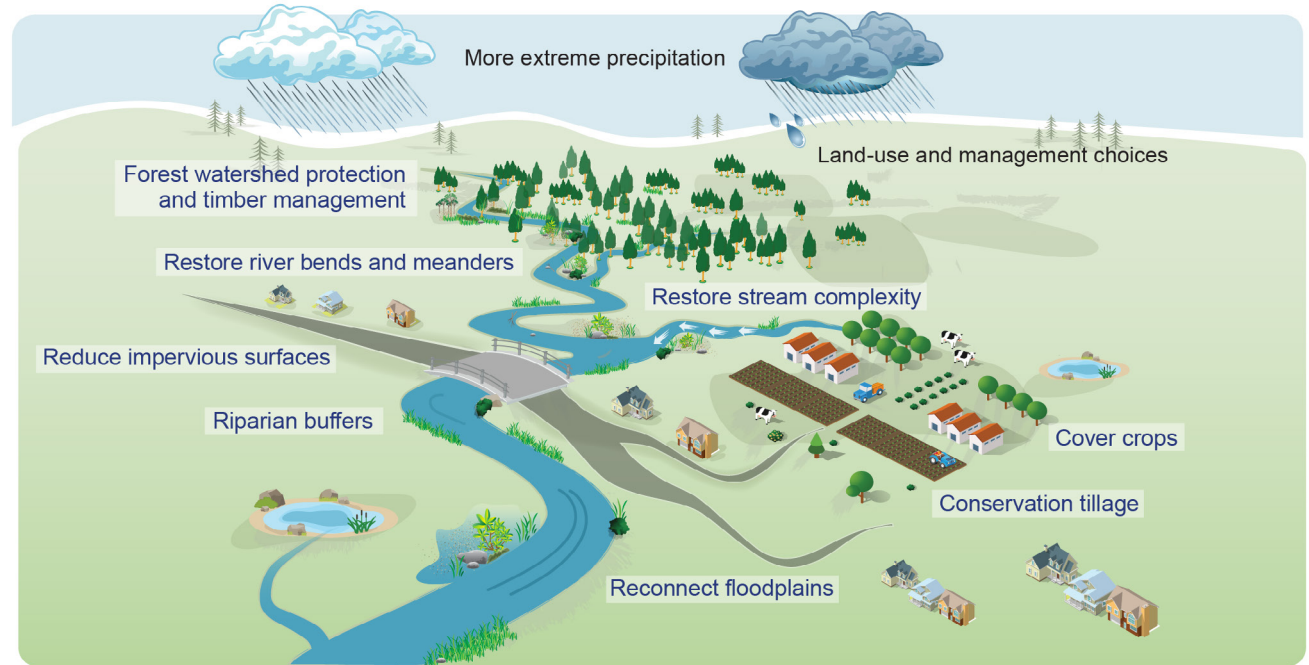 More extreme precipitation
Land-use and management choices
Forest watershed protection
and timber management
Restore river bends and meanders
Restore stream complexity
Reduce impervious surfaces
Riparian buffers
Cover crops
Conservation tillage
Reconnect floodplains